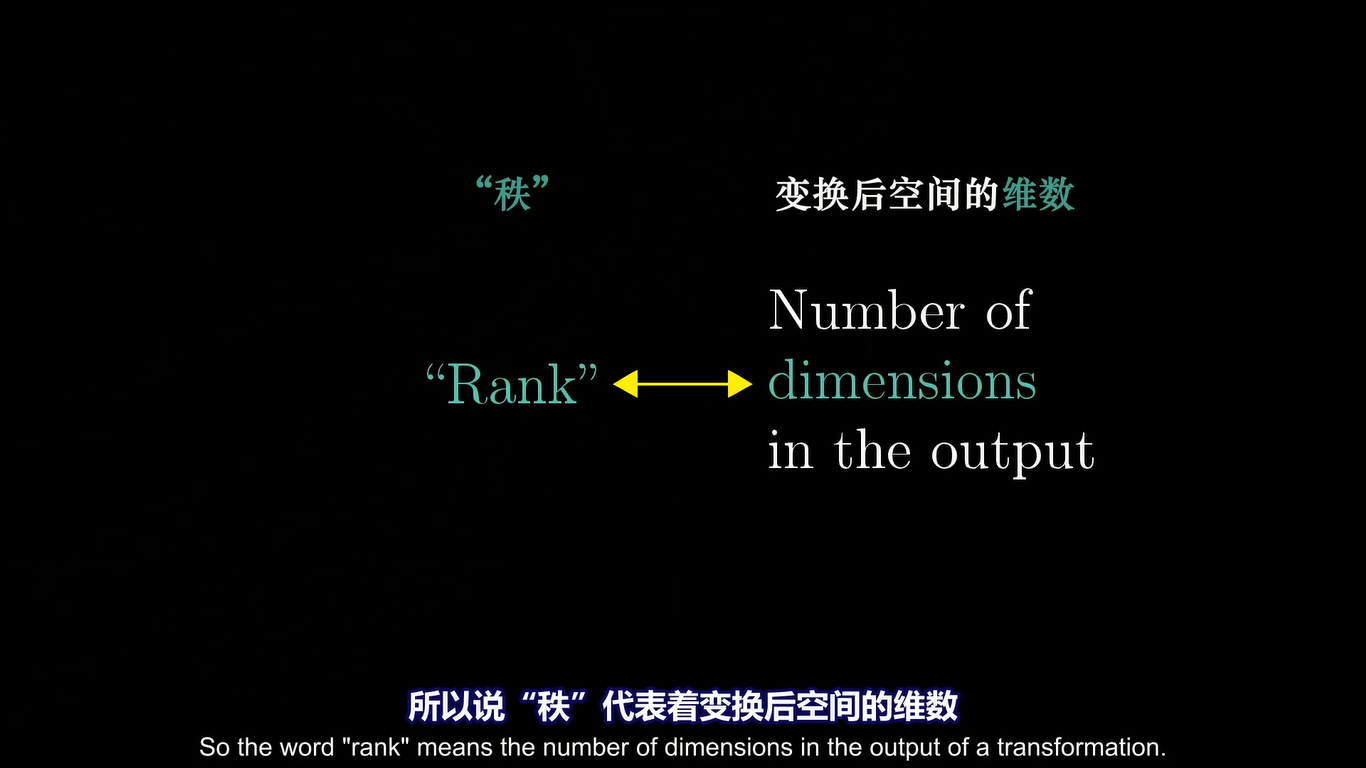 “秩”
变换后空间的维数
Number of
“Rank”
dimensions
in the output
所以说“秩”代表着变换后空间的维数
So the word "rank" means the number of dimensions in the output of a transformation.